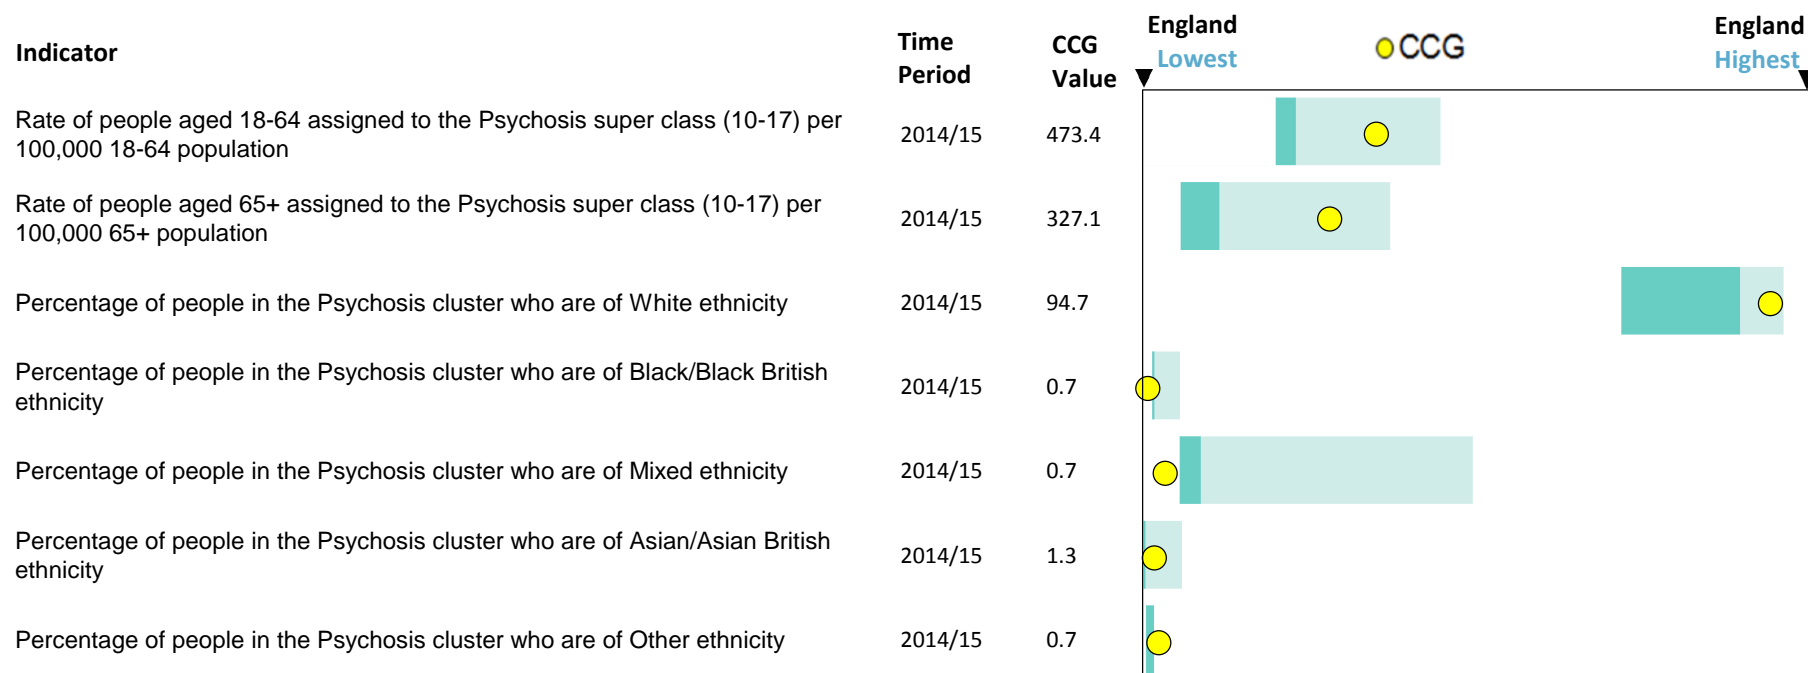 Indicator
Time
Period
CCG
Value
England
Lowest
CCG
England
Highest
Rate of people aged 18-64 assigned to the Psychosis super class (10-17) per
100,000 18-64 population
2014/15
473.4
Rate of people aged 65+ assigned to the Psychosis super class (10-17) per
100,000 65+ population
2014/15
327.1
Percentage of people in the Psychosis cluster who are of White ethnicity
2014/15
94.7
Percentage of people in the Psychosis cluster who are of Black/Black British
ethnicity
2014/15
0.7
Percentage of people in the Psychosis cluster who are of Mixed ethnicity
2014/15
0.7
Percentage of people in the Psychosis cluster who are of Asian/Asian British
ethnicity
2014/15
1.3
Percentage of people in the Psychosis cluster who are of Other ethnicity
2014/15
0.7